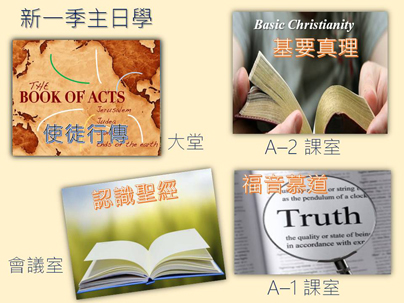 新一季主日學
THE
BOOK OF ACTS
Jerusalem
Judea
Ends of the earth
使徒行傳
大堂
Basic Christianity
基要真理
A–2 課室
認識聖經
會議室
福音慕道
or string
as the pendulum of a clock
Truth
the quality or state of bei
in accordance with exp
A–1 課室